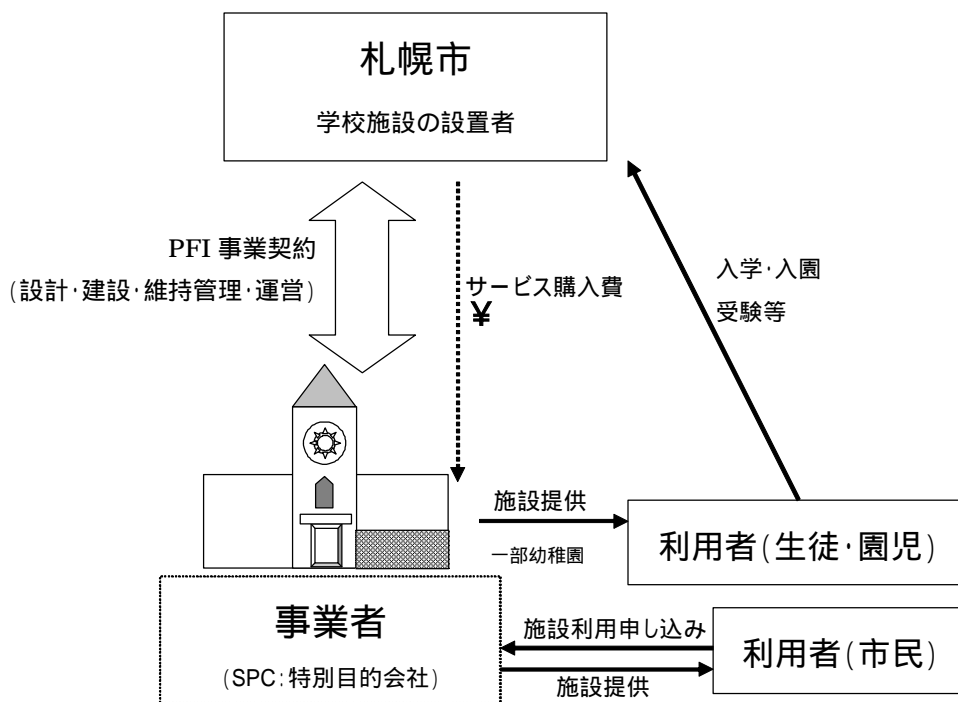 札幌市
学校施設の設置者
PFI 事業契約
(設計・建設・維持管理・運営)
サービス購入費
¥
入学・入園
受験等
施設提供
一部幼稚園
利用者(生徒・園児)
事業者
(SPC:特別目的会社)
施設利用申し込み
施設提供
利用者(市民)